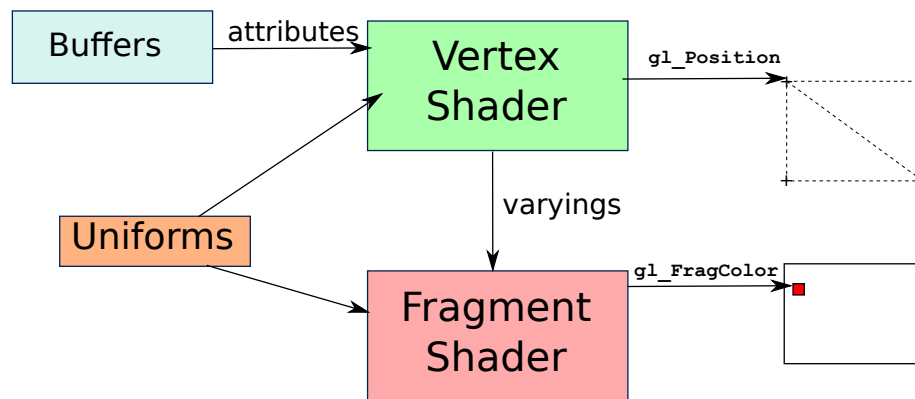 Buffers
attributes
Vertex
Shader
gl_Position
varyings
Uniforms
Fragment
Shader
gl_FragColor